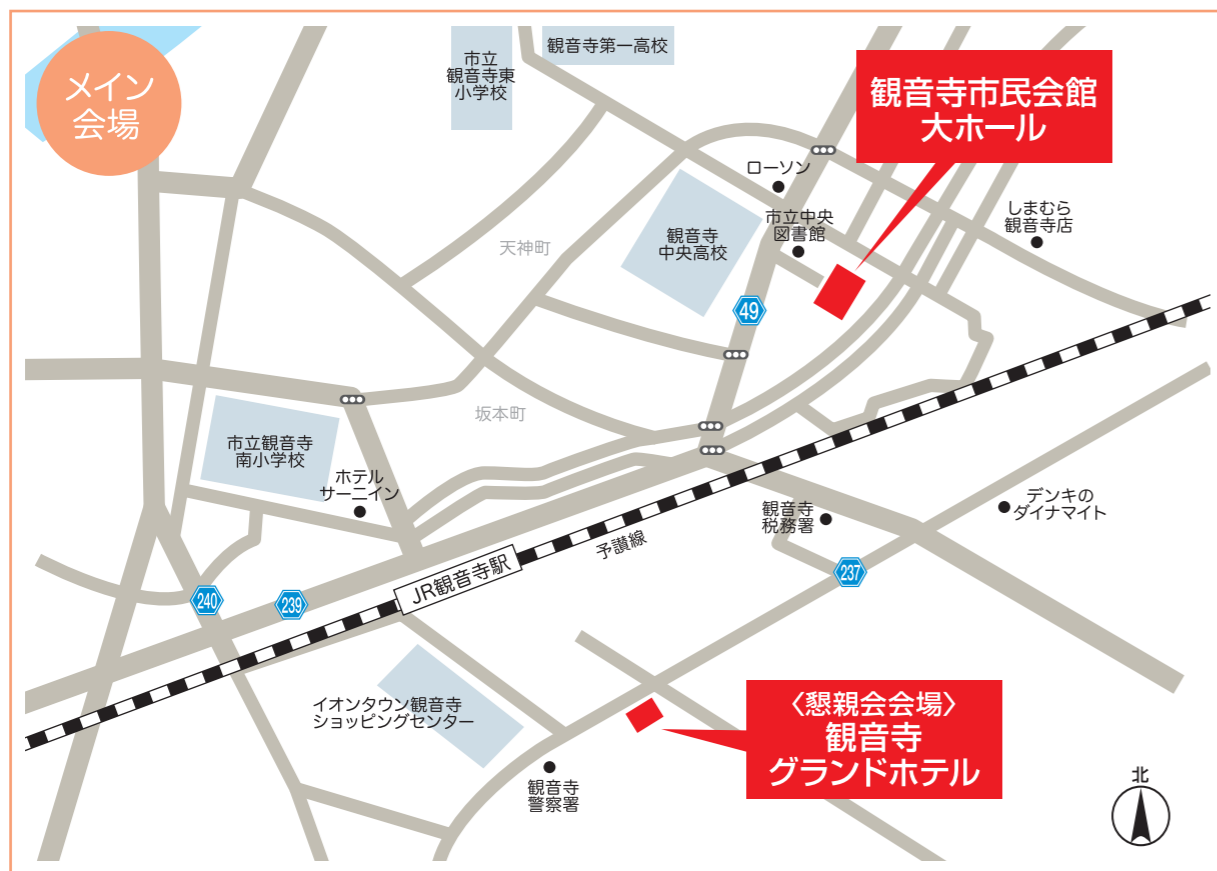 メイン
会場
市立
観音寺東
小学校
観音寺第一高校
観音寺市民会館
大ホール
ローソン
市立中央
図書館
しまむら
観音寺店
観音寺
中央高校
天神町
49
坂本町
市立観音寺
南小学校
ホテル
サーニイン
観音寺
税務署
デンキの
ダイナマイト
予讃線
JR観音寺駅
237
240
239
イオンタウン観音寺
ショッピングセンター
〈懇親会会場〉
観音寺
グランドホテル
観音寺
警察署
北